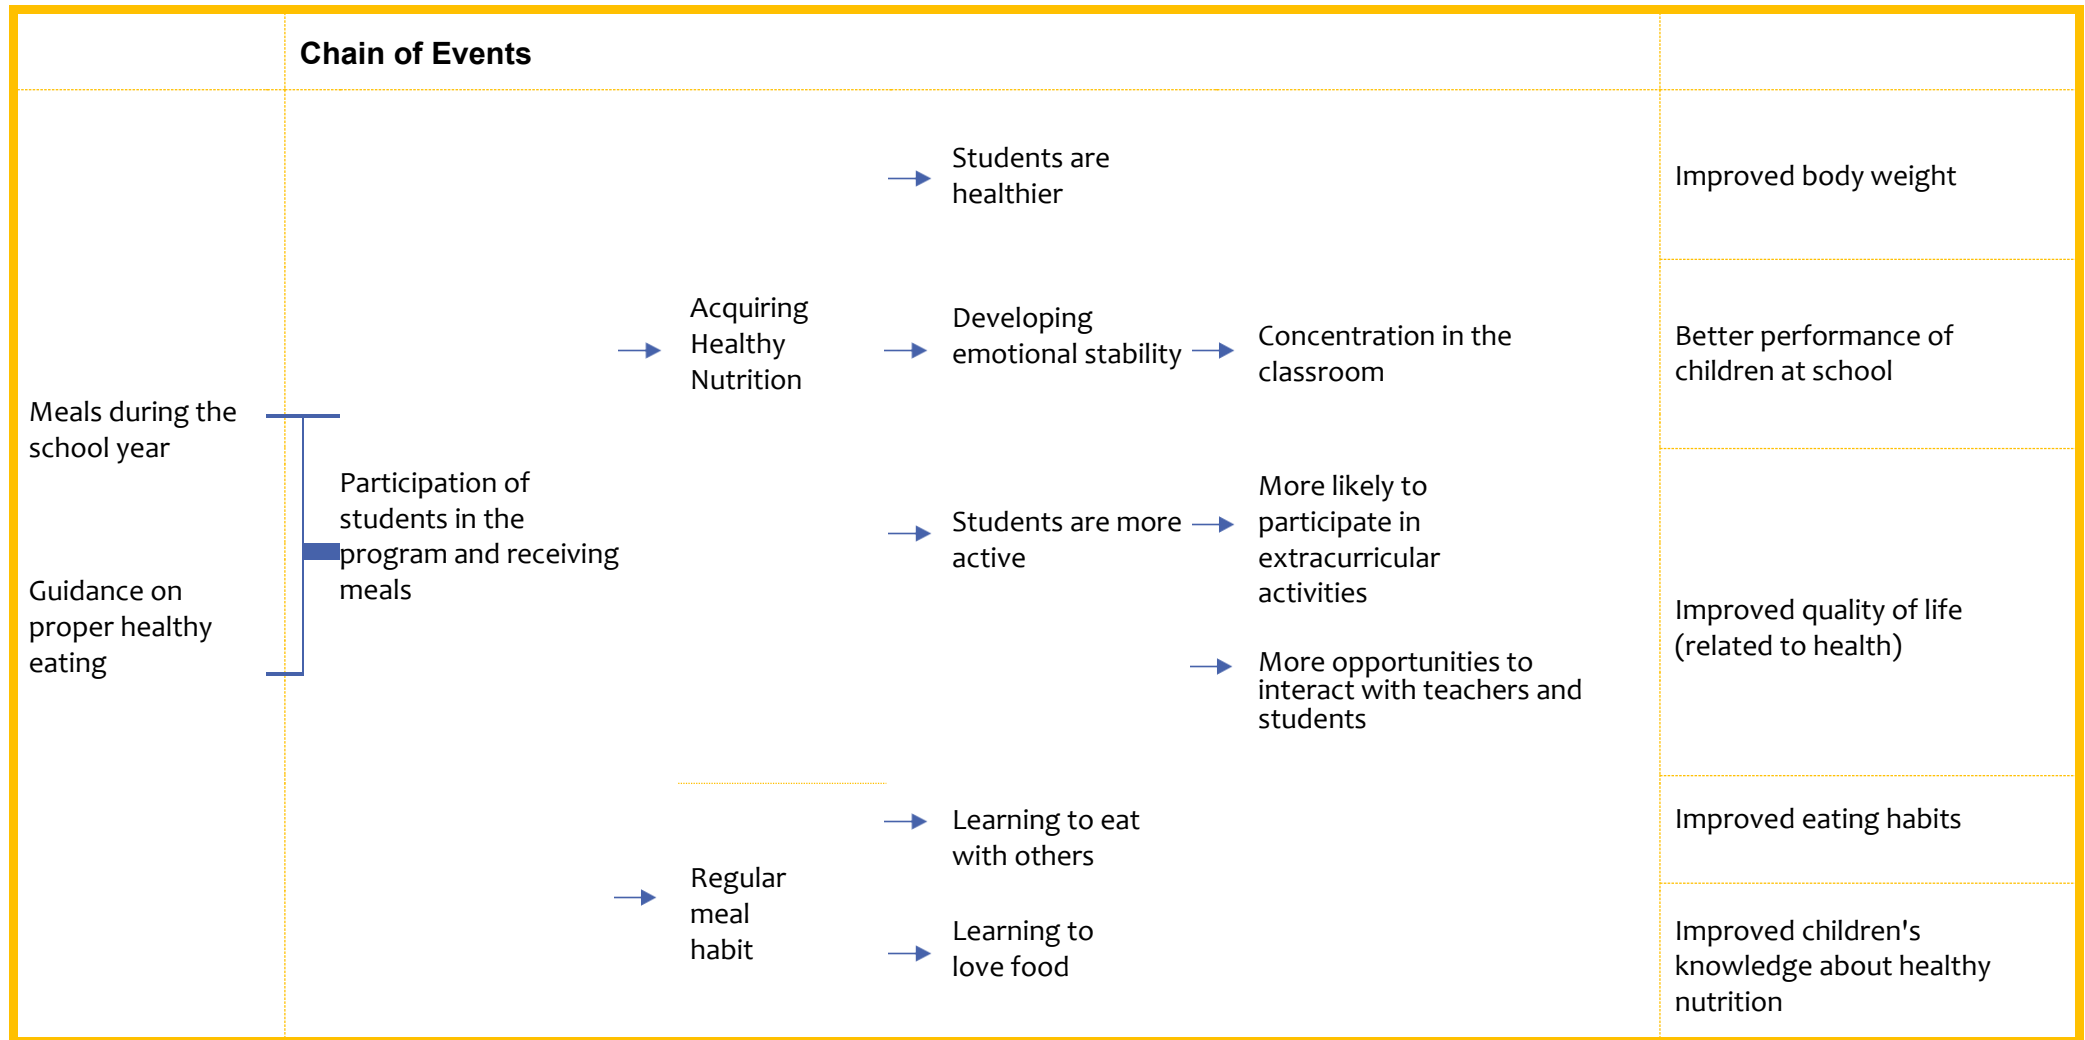 Chain of Events
Meals during the
school year
Guidance on
proper healthy
eating
Participation of
students in the
program and receiving
meals
Acquiring
Healthy
Nutrition
Regular
meal
habit
Students are
healthier
Developing
emotional stability
Students are more
active
Learning to eat
with others
Learning to
love food
Concentration in the
classroom
More likely to
participate in
extracurricular
activities
More opportunities to
interact with teachers and
students
Improved body weight
Better performance of
children at school
Improved quality of life
(related to health)
Improved eating habits
Improved children's
knowledge about healthy
nutrition